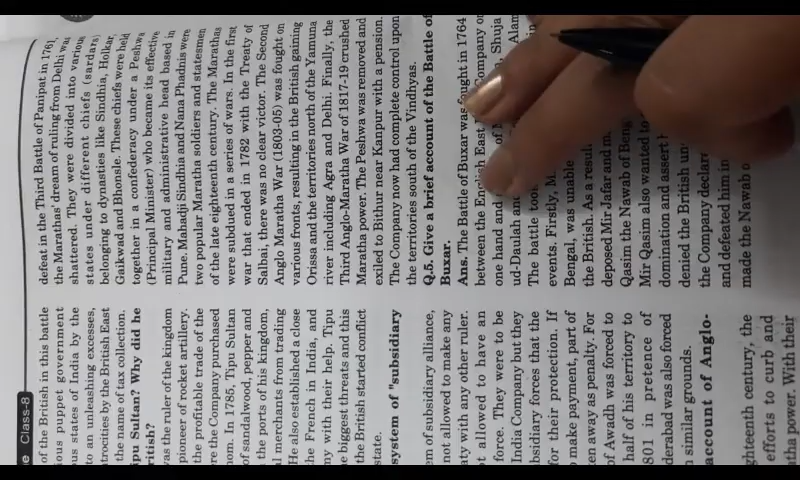 Class-8
of the British in this battle
ious puppet government
us states of India by the
to an unleashing excesses,
trocities by the British East
the name of tax collection.
ipu Sultan? Why did he
ritish?
was the ruler of the kingdom
pioneer of rocket artillery.
the profitable trade of the
re the Company purchased
nom. In 1785, Tipu Sultan
of sandalwood, pepper and
the ports of his kingdom,
l merchants from trading
He also established a close
he French in India, and
ny with their help. Tipu
e biggest threats and this
the British started conflict
state.
system of "subsidiary
em of subsidiary alliance,
not allowed to make any
aty with any other ruler.
ot allowed to have an
force. They were to be
India Company but they
bsidiary forces that the
for their protection. If
make payment, part of
en away as penalty. For
of Awadh was forced to
half of his territory to
801 in pretence of
derabad was also forced
similar grounds.
account of Anglo-
ghteenth century, the
efforts to curb and
atha power. With their
defeat in the Third Battle of Panipat in 1761,
the Marathas' dream of ruling from Delhi was
shattered. They were divided into various
states under different chiefs (sardars)
belonging to dynasties like Sindhia, Holkar,
Gaikwad and Bhonsle. These chiefs were held
together in a confederacy under a Peshwa
(Principal Minister) who became its effective
military and administrative head based in
Pune. Mahadji Sindhia and Nana Phadnis were
two popular Maratha soldiers and statesmen
of the late eighteenth century. The Marathas
were subdued in a series of wars. In the first
war that ended in 1782 with the Treaty of
Salbai, there was no clear victor. The Second
Anglo Maratha War (1803-05) was fought on
various fronts, resulting in the British gaining
Orissa and the territories north of the Yamuna
river including Agra and Delhi. Finally, the
Third Anglo-Maratha War of 1817-19 crushed
Maratha power. The Peshwa was removed and
exiled to Bithur near Kanpur with a pension.
The Company now had complete control upon
the territories south of the Vindhyas.
Q.5. Give a brief account of the Battle of
Buxar.
Ans. The Battle of Buxar was fought in 1764
between the English East Company on
one hand and of Shuja
ud-Daulah and Alam
The battle took in
events. Firstly,
Bengal, was unable
the British. As a result
deposed Mir Jafar and
Qasim the Nawab of
Mir Qasim also wanted to
domination and assert
denied the British
the Company
and defeated him in
made the Nawab